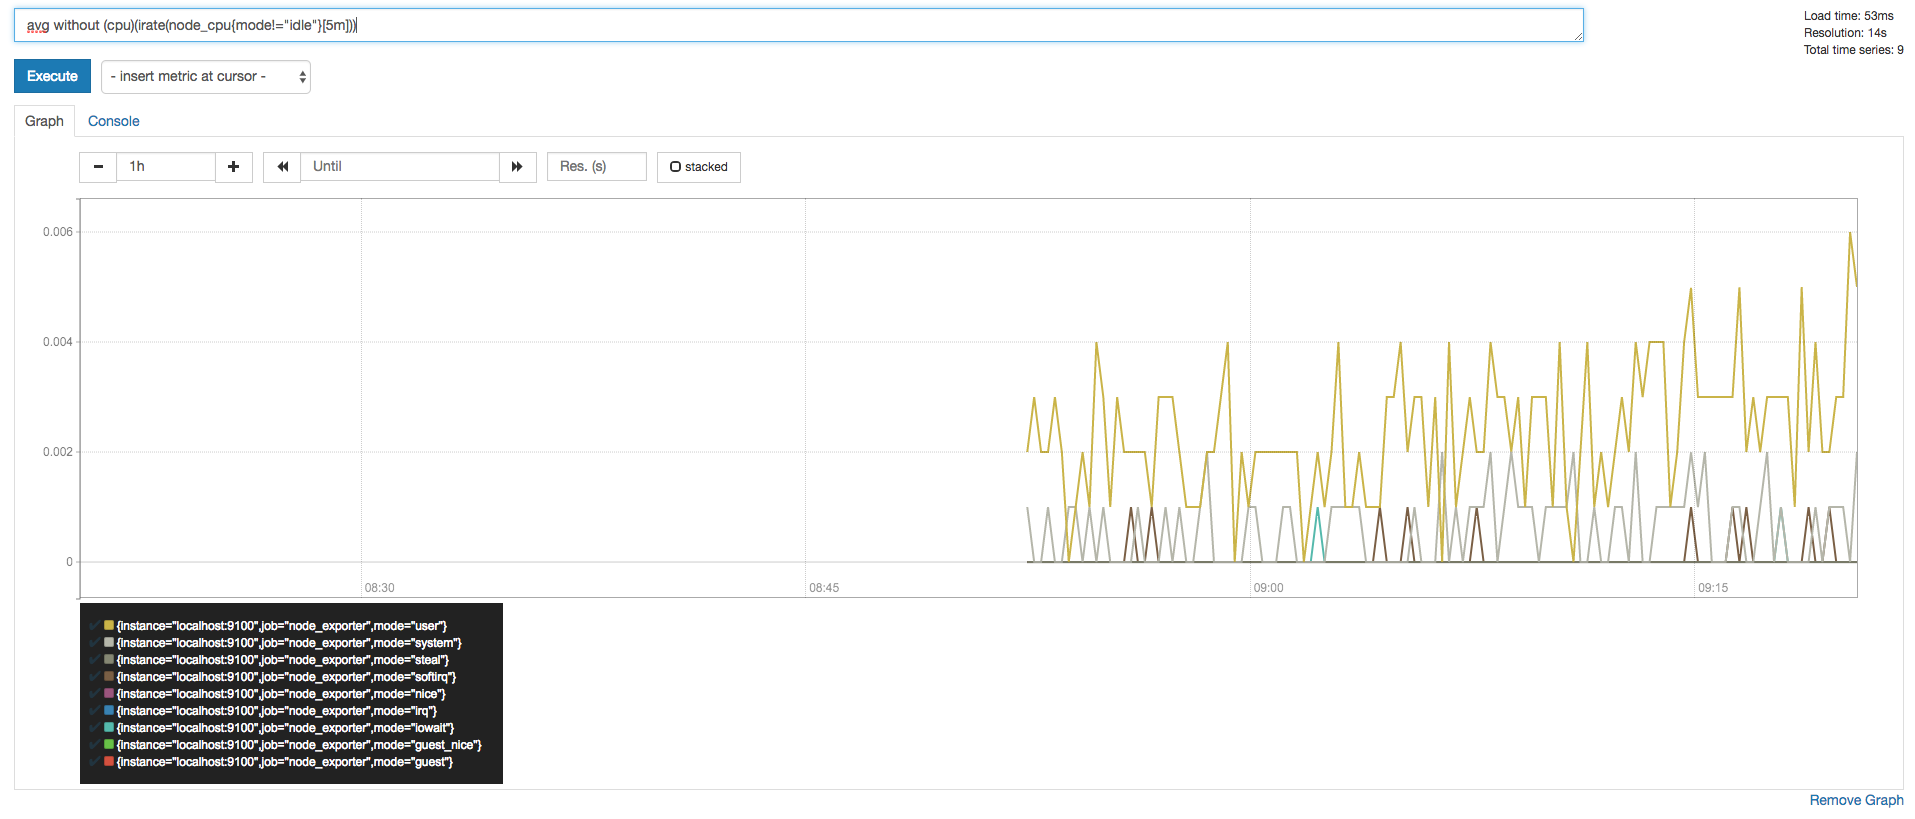 avg without (cpu)(irate(node_cpu{mode!="idle"}[5m]))
Load time: 53ms
Resolution: 14s
Total time series: 9
Execute
- insert metric at cursor -
Graph
Console
1h
Until
Res. (s)
stacked
0.006
0.004
0.002
0
08:30
08:45
09:00
09:15
{instance="localhost:9100",job="node_exporter",mode="user"}
{instance="localhost:9100",job="node_exporter",mode="system"}
{instance="localhost:9100",job="node_exporter",mode="steal"}
{instance="localhost:9100",job="node_exporter",mode="softirq"}
{instance="localhost:9100",job="node_exporter",mode="nice"}
{instance="localhost:9100",job="node_exporter",mode="irq"}
{instance="localhost:9100",job="node_exporter",mode="iowait"}
{instance="localhost:9100",job="node_exporter",mode="guest_nice"}
{instance="localhost:9100",job="node_exporter",mode="guest"}
Remove Graph